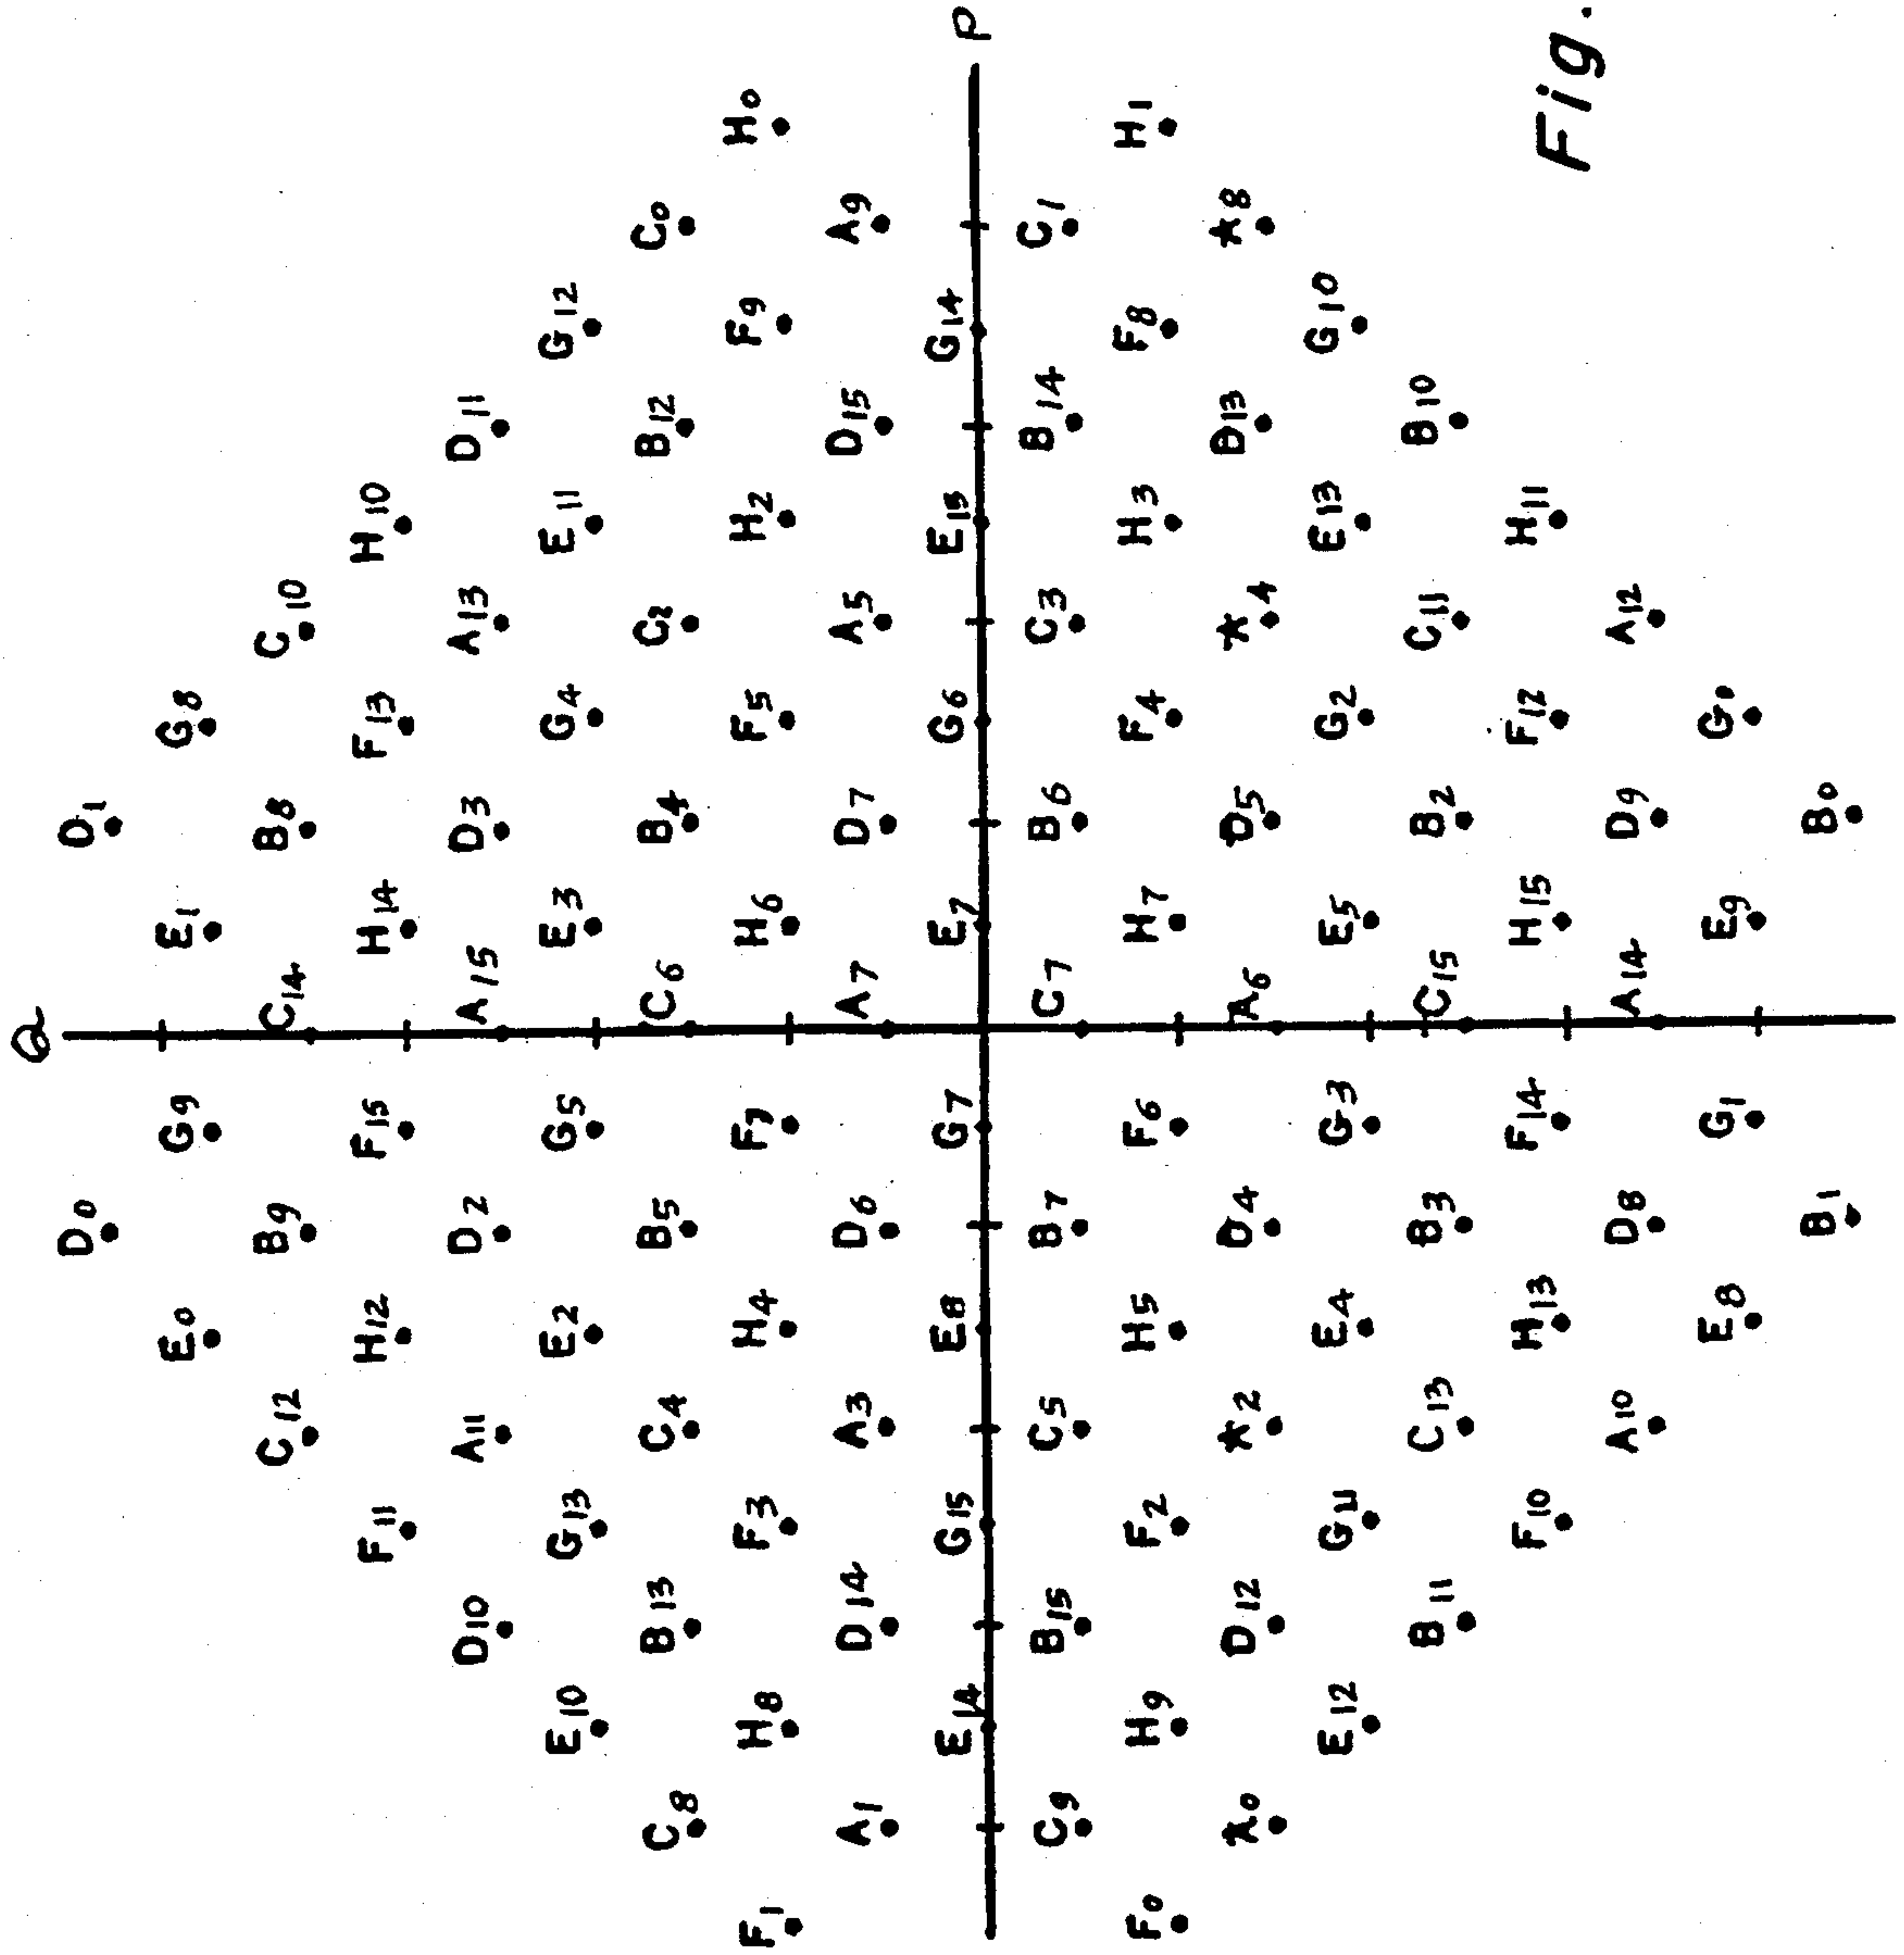 Q
P
D0 D1
E0 G9 E1 G8
C12 B9 C14 B8 C10
F11 H12 F15 H14 F13 H10
D10 A11 D2 A15 D3 A13 D11
E10 G13 E2 G5 E3 G4 E11 G12
C8 B13 C4 B5 C6 B4 C2 B12 C0
F1 H8 F3 H4 F7 H6 F5 H2 F9 H0
A1 D14 A3 D6 A7 D7 A5 D15 A9
E14 G15 E8 G7 E7 G6 E15 G14
C9 B15 C5 B7 C7 B6 C3 B14 C1
F0 H9 F2 H5 F6 H7 F4 H3 F8 H1
A0 D12 A2 D4 A6 D5 A4 D13 A8
E12 G11 E4 G3 E5 G2 E13 G10
B11 C13 B3 C15 B2 C11 B10
F10 H13 F14 H15 F12 H11
A10 D8 A14 D9 A12
E8 G1 E9
B1 B0
Fig.